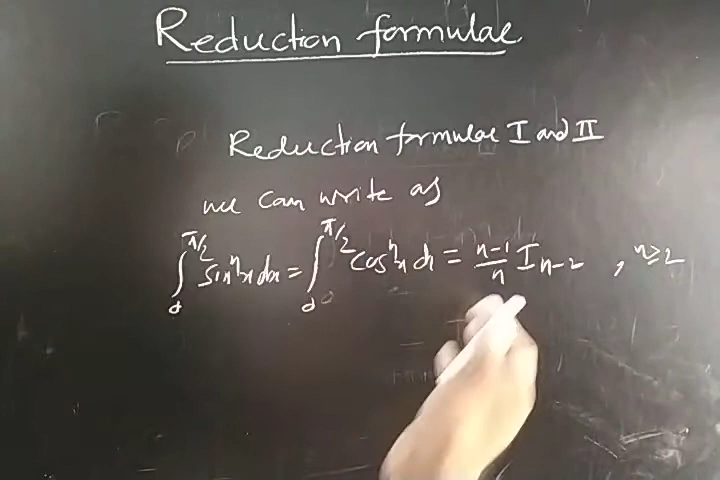 Reduction formulae
Reduction formulae I and II
we can write as
∫₀^{π/2} sinⁿx dx = ∫₀^{π/2} cosⁿx dx = \frac{n-1}{n} I_{n-2} , n≥2